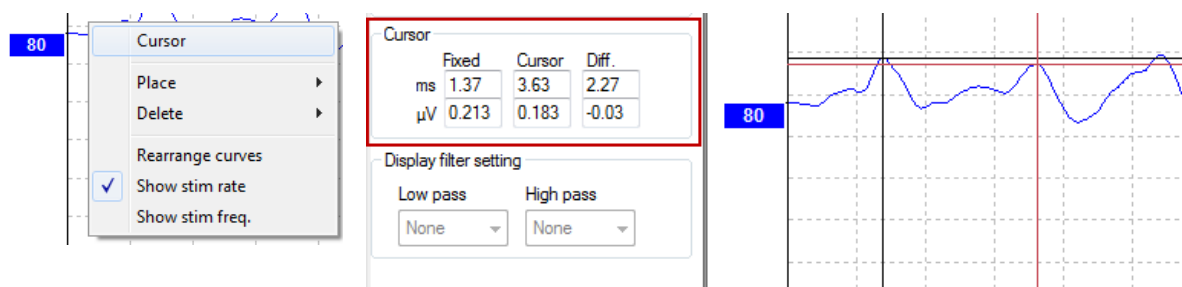 80
Cursor
Place
Delete
Rearrange curves
Show stim rate
Show stim freq.
Cursor
Fixed Cursor Diff.
ms 1.37 3.63 2.27
µV 0.213 0.183 -0.03
Display filter setting
Low pass High pass
None None
80